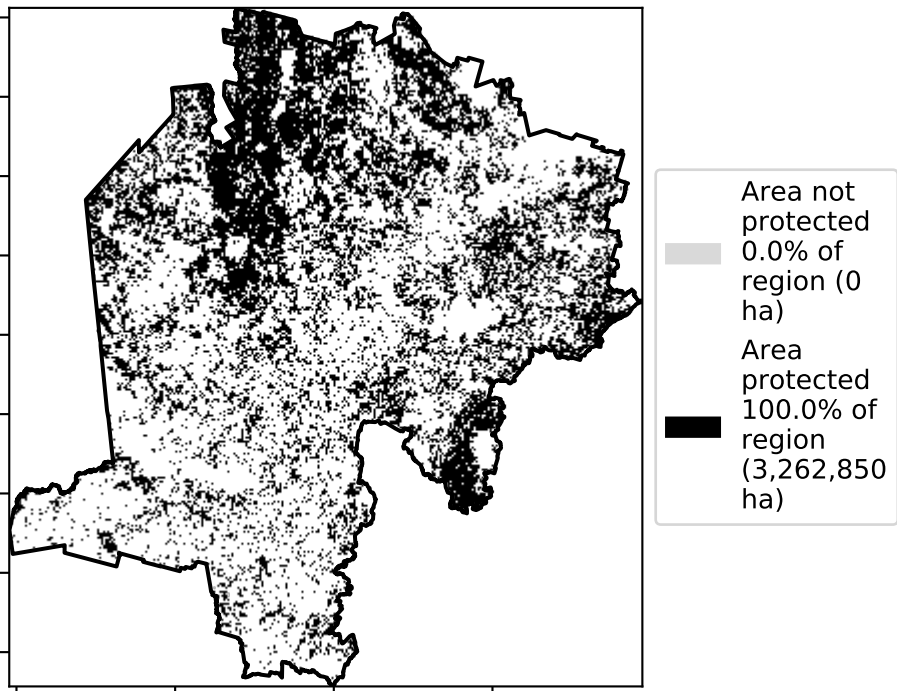 Area not
protected
0.0% of
region (0
ha)
Area
protected
100.0% of
region
(3,262,850
ha)